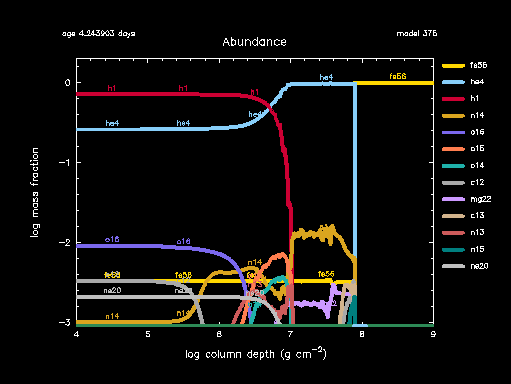 age 4.243903 days
model 376
Abundance
fe56
he4
h1
n14
o16
o15
o14
c12
mg22
c13
n13
n15
ne20
h1
h1
h1
he4
he4
he4
he4
fe56
o16
o16
fe56
fe56
ne20
n14
n14
0
−1
−2
−3
4
5
6
7
8
9
log mass fraction
log column depth (g cm⁻²)